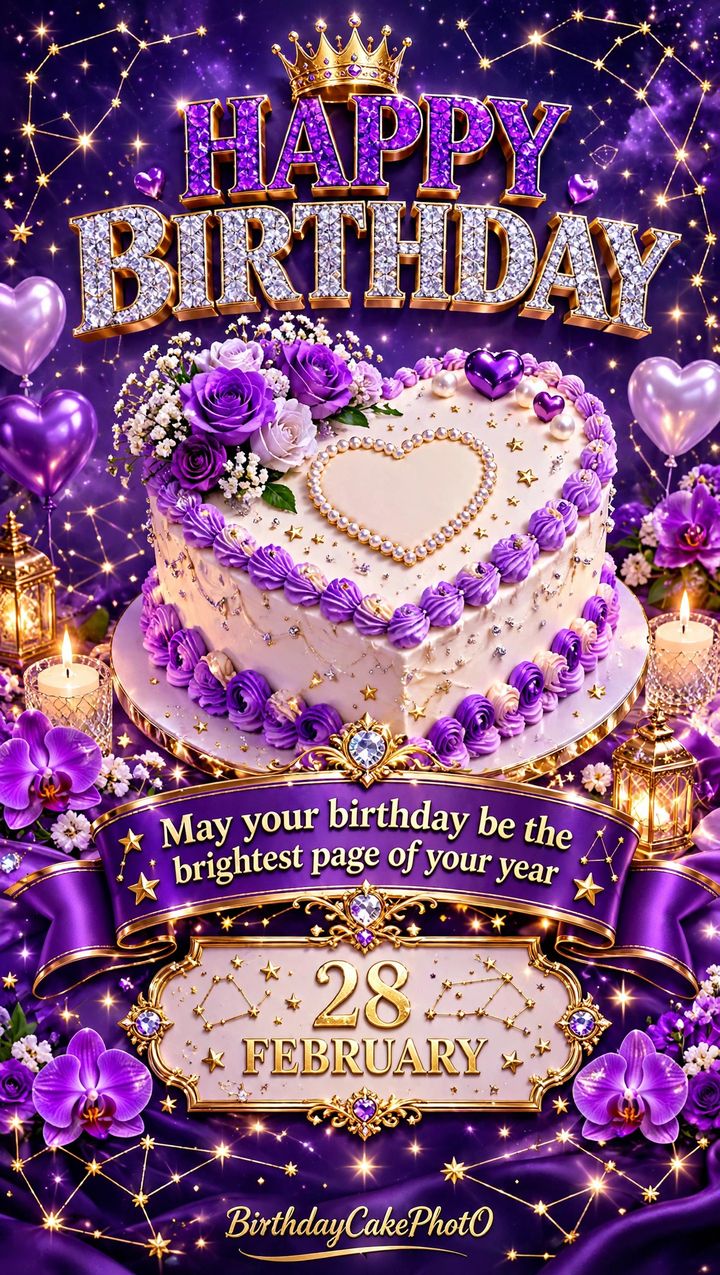 HAPPY
BIRTHDAY
May your birthday be the
brightest page of your year
28
FEBRUARY
BirthdayCakePhotO